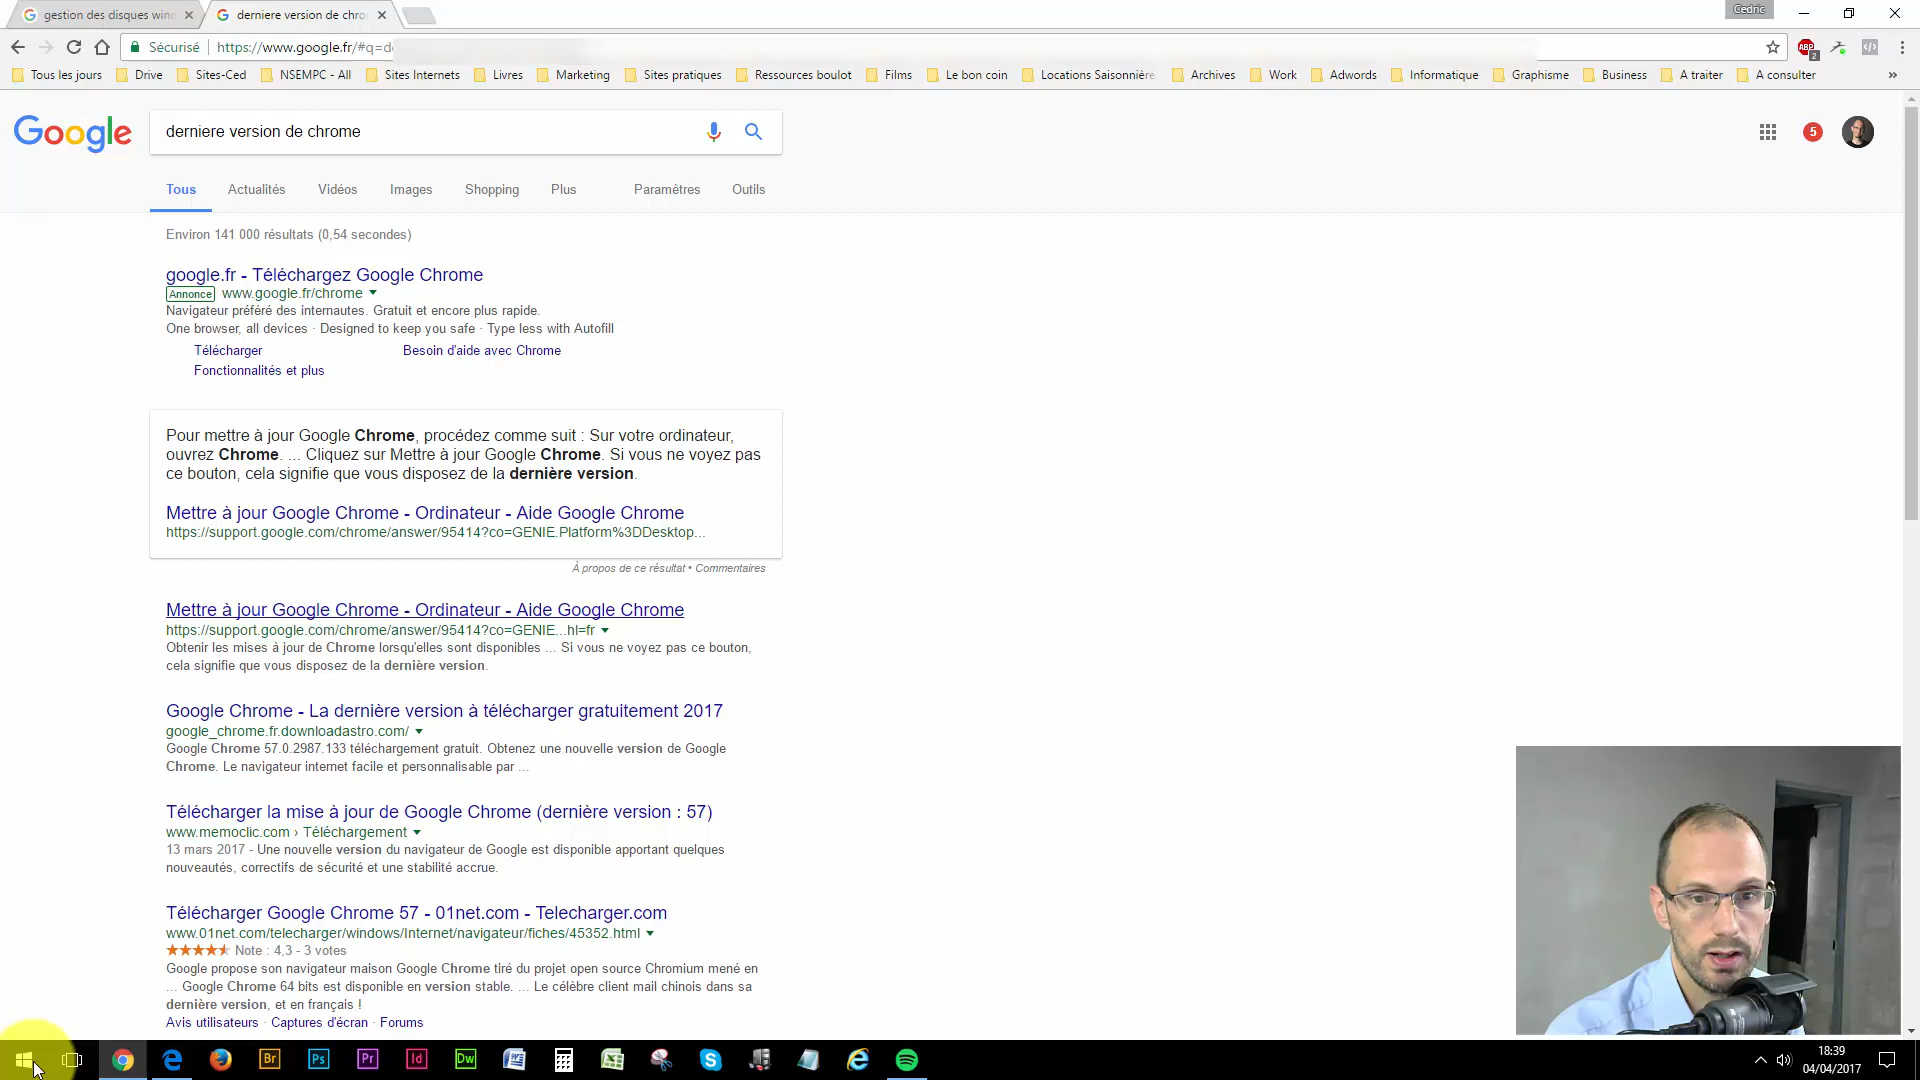 gestion des disques wind
derniere version de chro
Cedric
Sécurisé
https://www.google.fr/#q=d
ABP
2
Tous les jours
Drive
Sites-Ced
NSEMPC - All
Sites Internets
Livres
Marketing
Sites pratiques
Ressources boulot
Films
Le bon coin
Locations Saisonnière
Archives
Work
Adwords
Informatique
Graphisme
Business
A traiter
A consulter
»
Google
derniere version de chrome
5
Tous
Actualités
Vidéos
Images
Shopping
Plus
Paramètres
Outils
Environ 141 000 résultats (0,54 secondes)
google.fr - Téléchargez Google Chrome
Annonce www.google.fr/chrome
Navigateur préféré des internautes. Gratuit et encore plus rapide.
One browser, all devices · Designed to keep you safe · Type less with Autofill
Télécharger
Besoin d'aide avec Chrome
Fonctionnalités et plus
Pour mettre à jour Google Chrome, procédez comme suit : Sur votre ordinateur,
ouvrez Chrome. ... Cliquez sur Mettre à jour Google Chrome. Si vous ne voyez pas
ce bouton, cela signifie que vous disposez de la dernière version.
Mettre à jour Google Chrome - Ordinateur - Aide Google Chrome
https://support.google.com/chrome/answer/95414?co=GENIE.Platform%3DDesktop...
À propos de ce résultat • Commentaires
Mettre à jour Google Chrome - Ordinateur - Aide Google Chrome
https://support.google.com/chrome/answer/95414?co=GENIE...hl=fr
Obtenir les mises à jour de Chrome lorsqu'elles sont disponibles ... Si vous ne voyez pas ce bouton,
cela signifie que vous disposez de la dernière version.
Google Chrome - La dernière version à télécharger gratuitement 2017
google_chrome.fr.downloadastro.com/
Google Chrome 57.0.2987.133 téléchargement gratuit. Obtenez une nouvelle version de Google
Chrome. Le navigateur internet facile et personnalisable par ...
Télécharger la mise à jour de Google Chrome (dernière version : 57)
www.memoclic.com › Téléchargement
13 mars 2017 - Une nouvelle version du navigateur de Google est disponible apportant quelques
nouveautés, correctifs de sécurité et une stabilité accrue.
Télécharger Google Chrome 57 - 01net.com - Telecharger.com
www.01net.com/telecharger/windows/Internet/navigateur/fiches/45352.html
Note : 4,3 - 3 votes
Google propose son navigateur maison Google Chrome tiré du projet open source Chromium mené en
... Google Chrome 64 bits est disponible en version stable. ... Le célèbre client mail chinois dans sa
dernière version, et en français !
Avis utilisateurs · Captures d'écran · Forums
Br
Ps
Pr
Id
Dw
18:39
04/04/2017